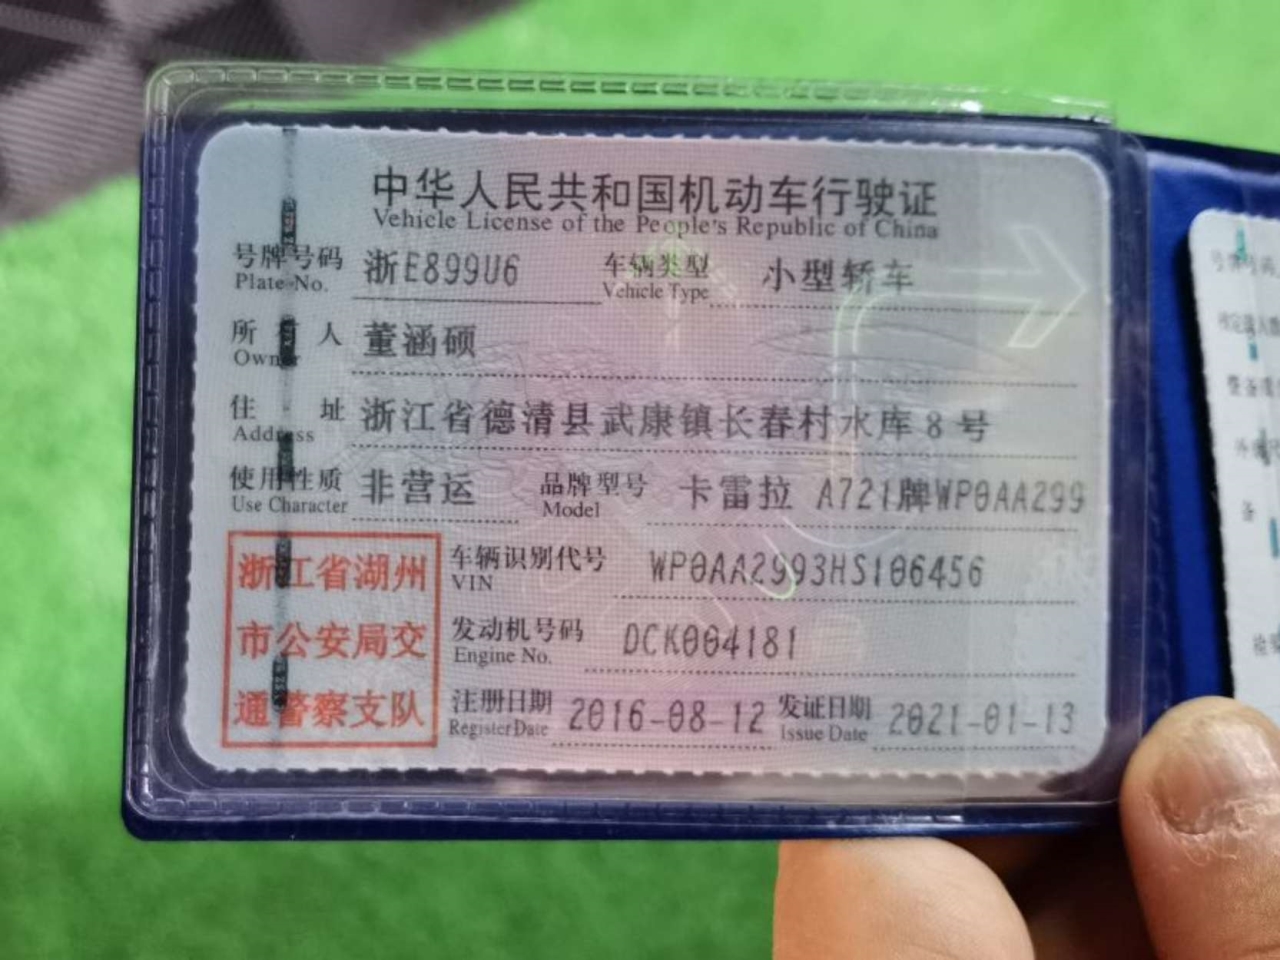 中华人民共和国机动车行驶证
Vehicle License of the People's Republic of China
号牌号码 浙E899U6 车辆类型 小型轿车
Plate No. Vehicle Type
所有人 董涵硕
Owner
住址 浙江省德清县武康镇长春村水库8号
Address
使用性质 非营运 品牌型号 卡雷拉 A721牌WP0AA299
Use Character Model
浙江省湖州
市公安局交
通警察支队
车辆识别代号 WP0AA2993HS106456
VIN
发动机号码 DCK004181
Engine No.
注册日期 2016-08-12 发证日期 2021-01-13
Register Date Issue Date